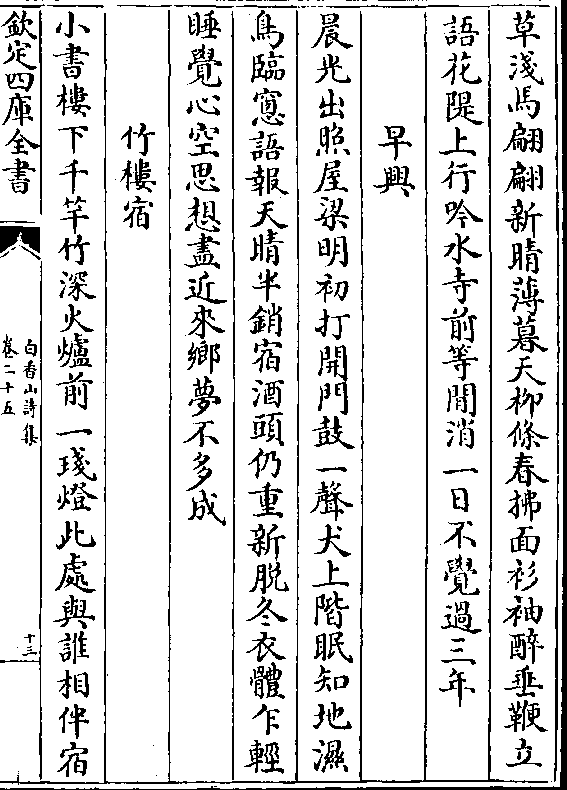 草淺馬翩翩新晴薄暮天柳條春拂面衫袖醉垂鞭立
語花隄上行吟水寺前等閒消一日不覺過三年
早興
晨光出照屋梁明初打開門鼓一聲犬上階眠知地濕
鳥臨窻語報天晴半銷宿酒頭仍重新脱冬衣體乍輕
睡覺心空思想盡近來鄉夢不多成
竹樓宿
小書樓下千竿竹深火爐前一琖燈此處與誰相伴宿
欽定四庫全書
白香山詩集
卷二十五
十三